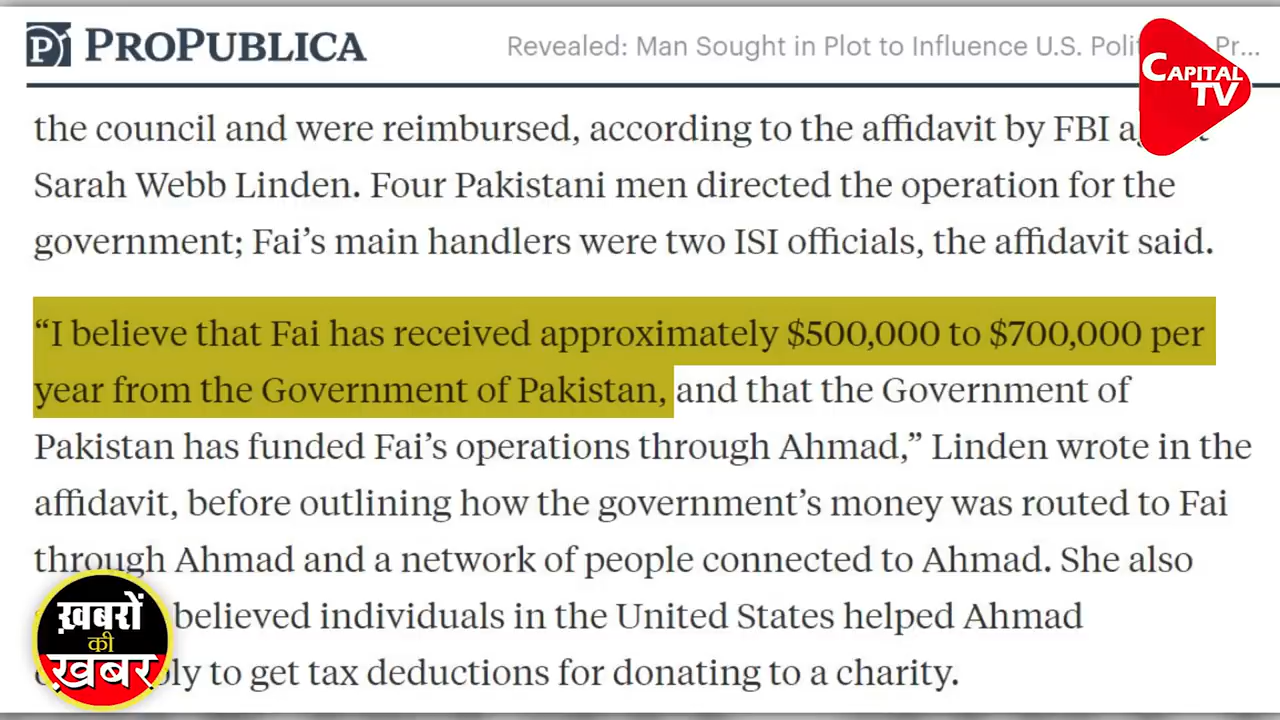 PROPUBLICA
Revealed: Man Sought in Plot to Influence U.S. Pr...
CAPITAL
TV
the council and were reimbursed, according to the affidavit by FBI
Sarah Webb Linden. Four Pakistani men directed the operation for the
government; Fai’s main handlers were two ISI officials, the affidavit said.
“I believe that Fai has received approximately $500,000 to $700,000 per
year from the Government of Pakistan, and that the Government of
Pakistan has funded Fai’s operations through Ahmad,” Linden wrote in the
affidavit, before outlining how the government’s money was routed to Fai
through Ahmad and a network of people connected to Ahmad. She also
believed individuals in the United States helped Ahmad
to get tax deductions for donating to a charity.
ख़बरों
की
ख़बर